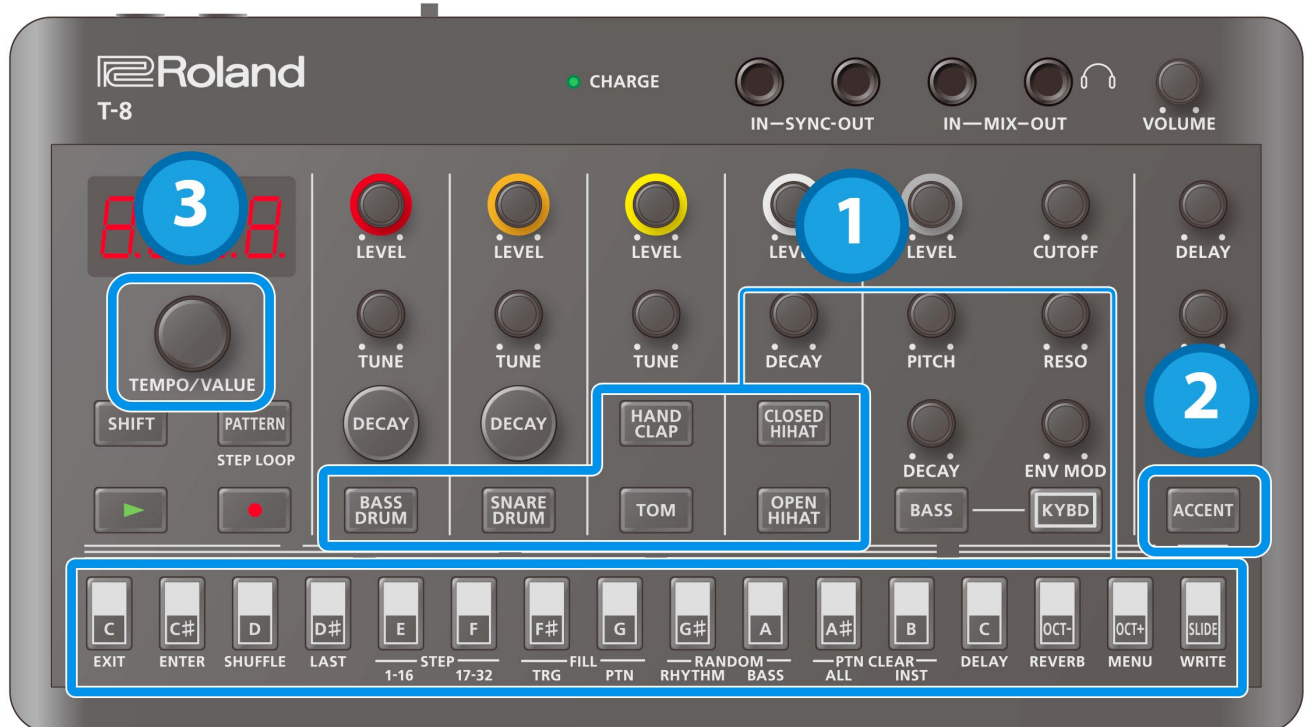 Roland
T-8
CHARGE
IN–SYNC-OUT
IN—MIX–OUT
VOLUME
3
1
LEVEL
LEVEL
LEVEL
LEVEL
CUTOFF
DELAY
TUNE
TUNE
TUNE
DECAY
PITCH
RESO
TEMPO/VALUE
2
SHIFT
PATTERN
DECAY
DECAY
HAND
CLAP
CLOSED
HIHAT
STEP LOOP
DECAY
ENV MOD
BASS
DRUM
SNARE
DRUM
TOM
OPEN
HIHAT
BASS
KYBD
ACCENT
C
C#
D
D#
E
F
F#
G
G#
A
A#
B
C
OCT-
OCT+
SLIDE
EXIT
ENTER
SHUFFLE
LAST
STEP
1-16
17-32
FILL
TRG
PTN
RANDOM
RHYTHM
BASS
PTN CLEAR
ALL
INST
DELAY
REVERB
MENU
WRITE